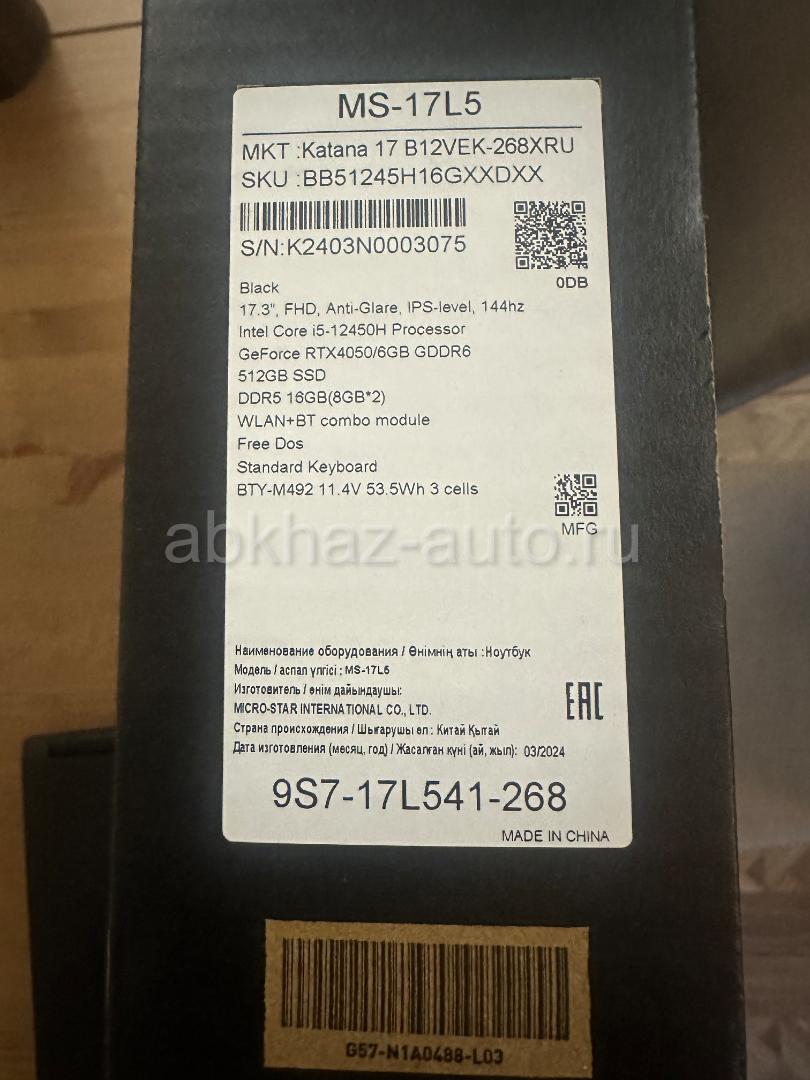 MS-17L5
MKT :Katana 17 B12VEK-268XRU
SKU :BB51245H16GXXDXX
S/N:K2403N0003075
0DB
Black
17.3", FHD, Anti-Glare, IPS-level, 144hz
Intel Core i5-12450H Processor
GeForce RTX4050/6GB GDDR6
512GB SSD
DDR5 16GB(8GB*2)
WLAN+BT combo module
Free Dos
Standard Keyboard
BTY-M492 11.4V 53.5Wh 3 cells
MFG
abkhaz-auto.ru
Наименование оборудования / Өнімнің аты :Ноутбук
Модель / аспап үлгісі : MS-17L5
Изготовитель / өнім дайындаушы:
MICRO-STAR INTERNATIONAL CO., LTD.
EAC
Страна происхождения / Шығарушы ел : Китай Қытай
Дата изготовления (месяц, год) / Жасалған күні (ай, жыл): 03/2024
9S7-17L541-268
MADE IN CHINA
G57-N1A0488-L03